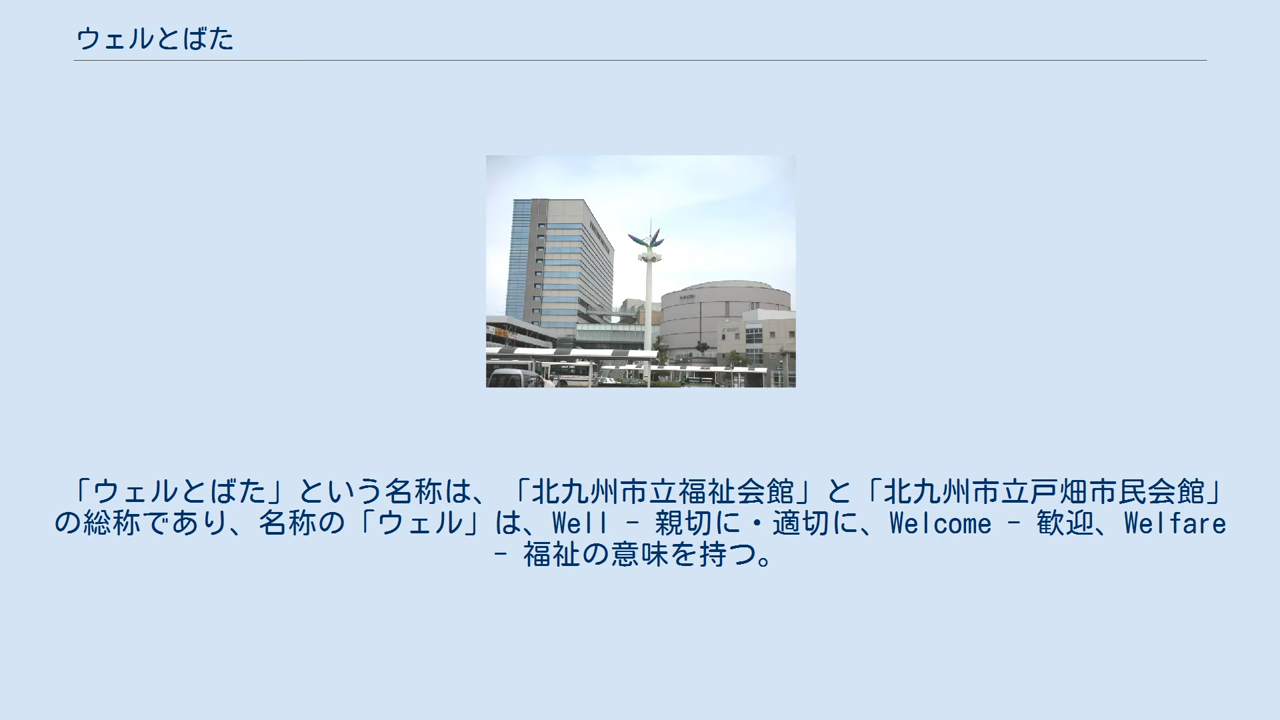 ウェルとばた
「ウェルとばた」という名称は、「北九州市立福祉会館」と「北九州市立戸畑市民会館」
の総称であり、名称の「ウェル」は、Well - 親切に・適切に、Welcome - 歓迎、Welfare
- 福祉の意味を持つ。